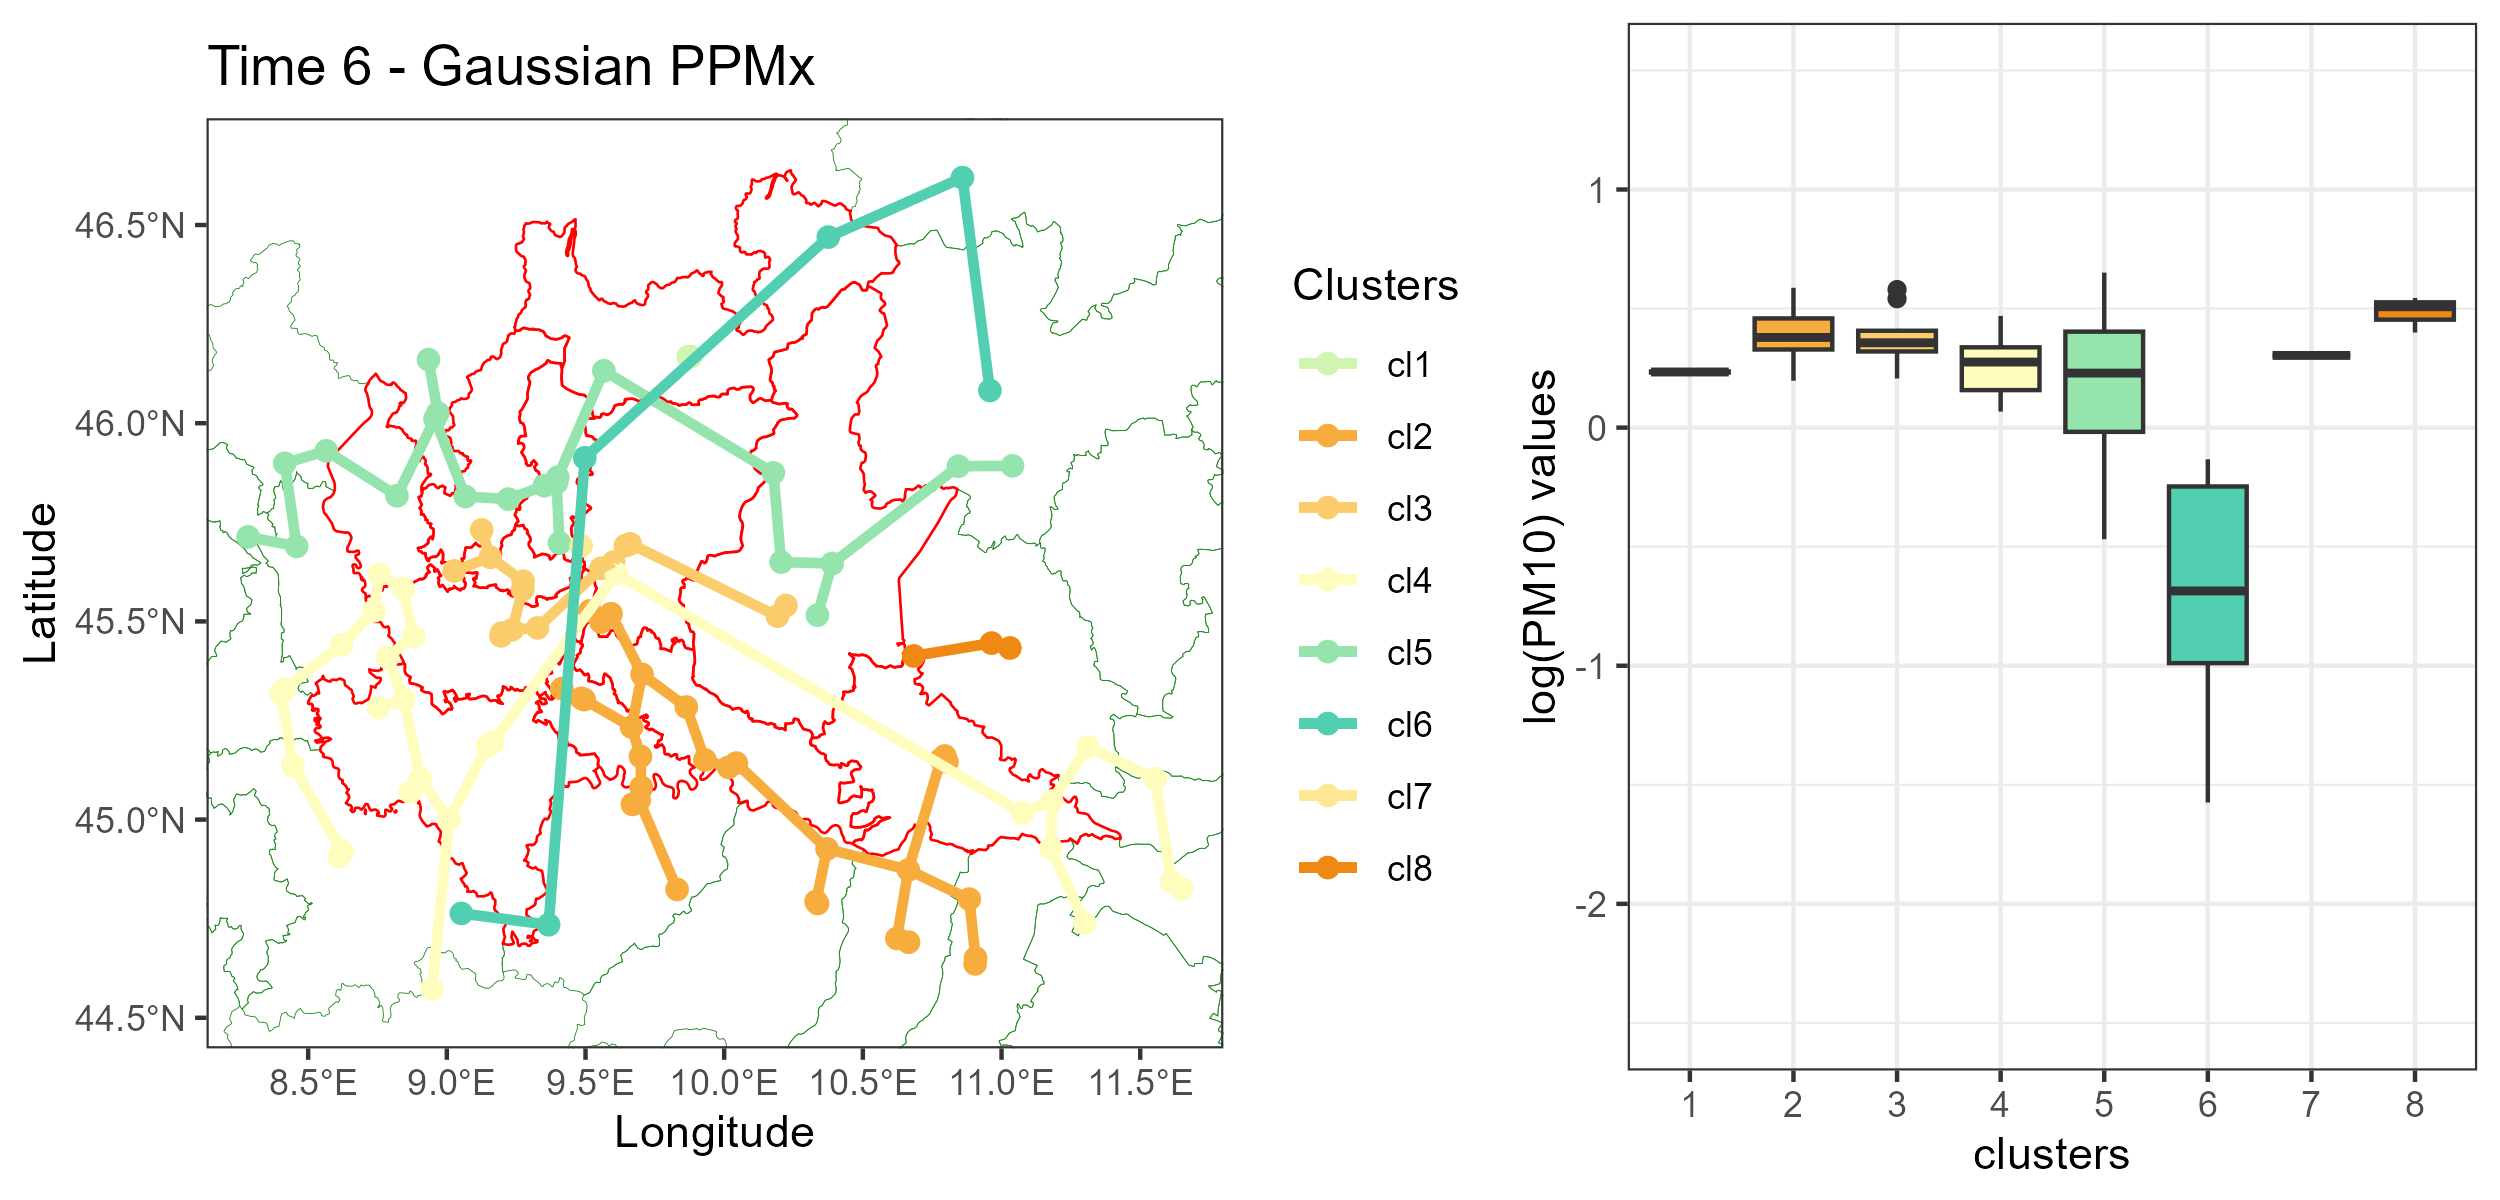 Time 6 - Gaussian PPMx
Latitude
46.5°N
46.0°N
45.5°N
45.0°N
44.5°N
8.5°E 9.0°E 9.5°E 10.0°E 10.5°E 11.0°E 11.5°E
Longitude
Clusters
cl1
cl2
cl3
cl4
cl5
cl6
cl7
cl8
log(PM10) values
1
0
-1
-2
1 2 3 4 5 6 7 8
clusters